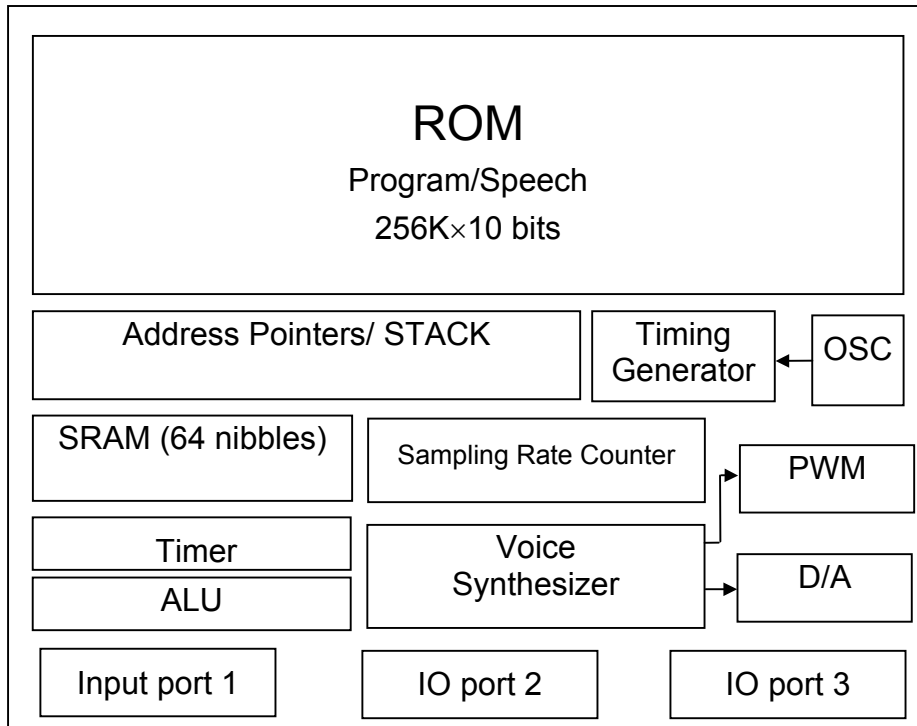 ROM
Program/Speech
256K×10 bits
Address Pointers/ STACK
Timing
Generator
OSC
SRAM (64 nibbles)
Sampling Rate Counter
PWM
Timer
Voice
Synthesizer
D/A
ALU
Input port 1
IO port 2
IO port 3